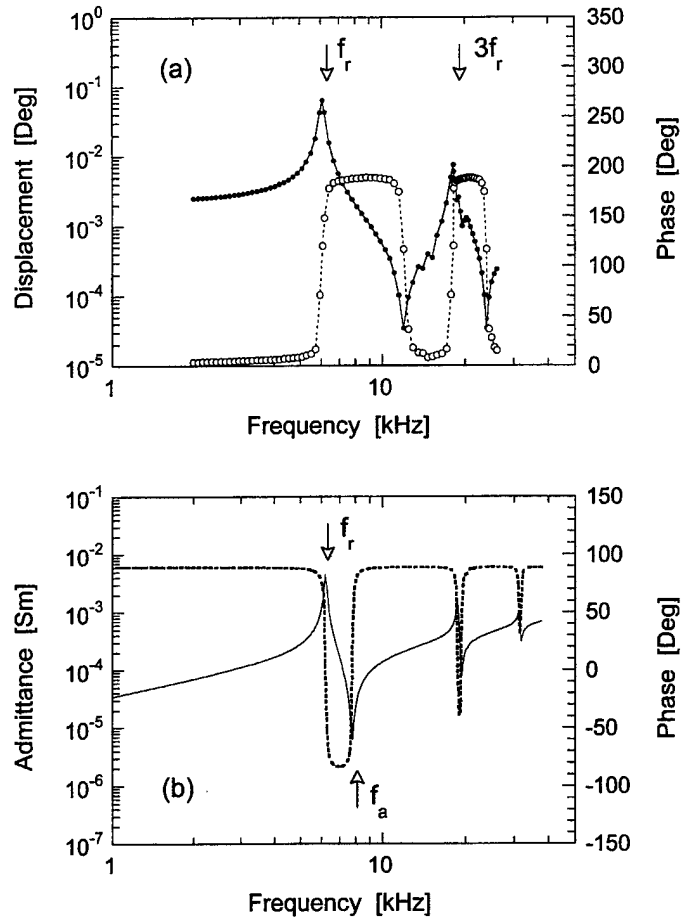 (a)
f_r
3f_r
10^0
10^-1
10^-2
10^-3
10^-4
10^-5
Displacement [Deg]
350
300
250
200
150
100
50
0
Phase [Deg]
1
10
Frequency [kHz]
(b)
f_r
f_a
10^-1
10^-2
10^-3
10^-4
10^-5
10^-6
10^-7
Admittance [Sm]
150
100
50
0
-50
-100
-150
Phase [Deg]
1
10
Frequency [kHz]